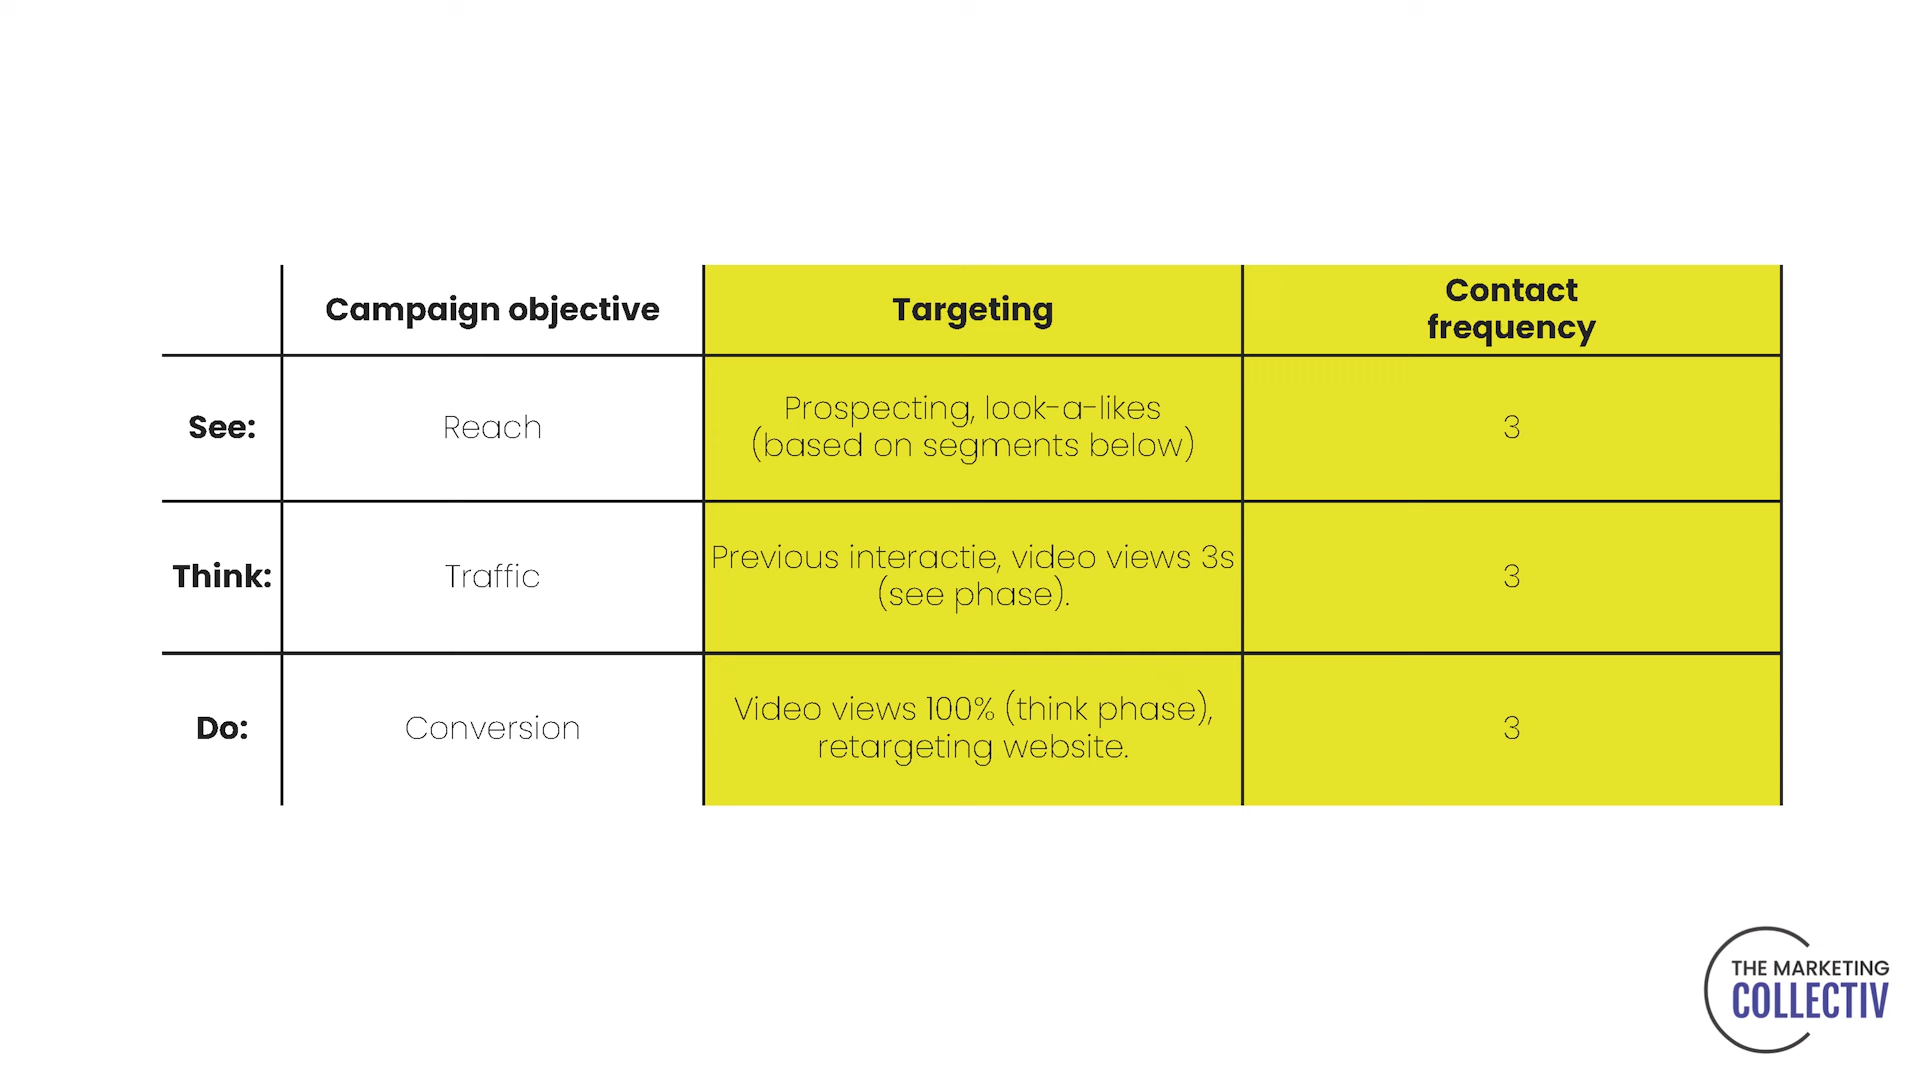 Campaign objective
Targeting
Contact
frequency
See:
Reach
Prospecting, look-a-likes
(based on segments below)
3
Think:
Traffic
Previous interactie, video views 3s
(see phase).
3
Do:
Conversion
Video views 100% (think phase),
retargeting website.
3
THE MARKETING
COLLECTIV